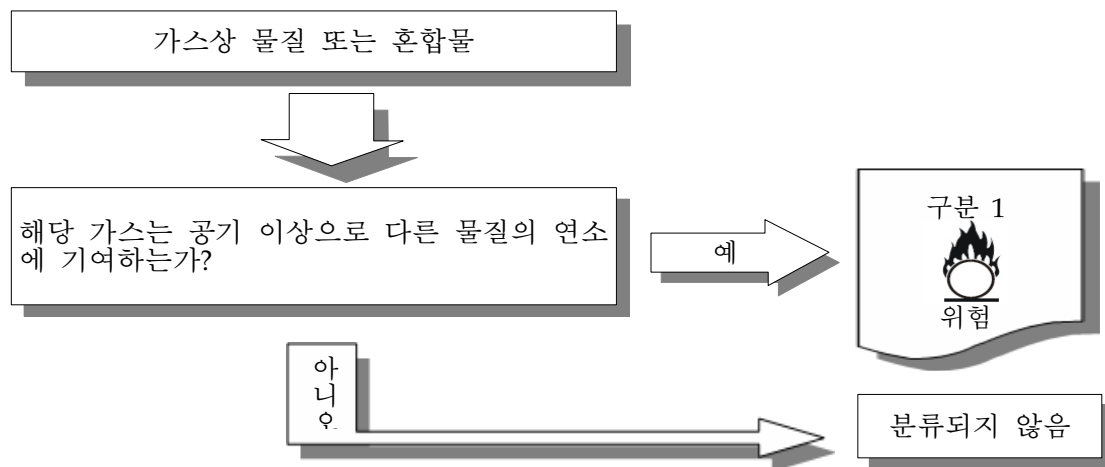 가스상 물질 또는 혼합물
해당 가스는 공기 이상으로 다른 물질의 연소
에 기여하는가?
예
구분 1
위험
아
니
오
분류되지 않음